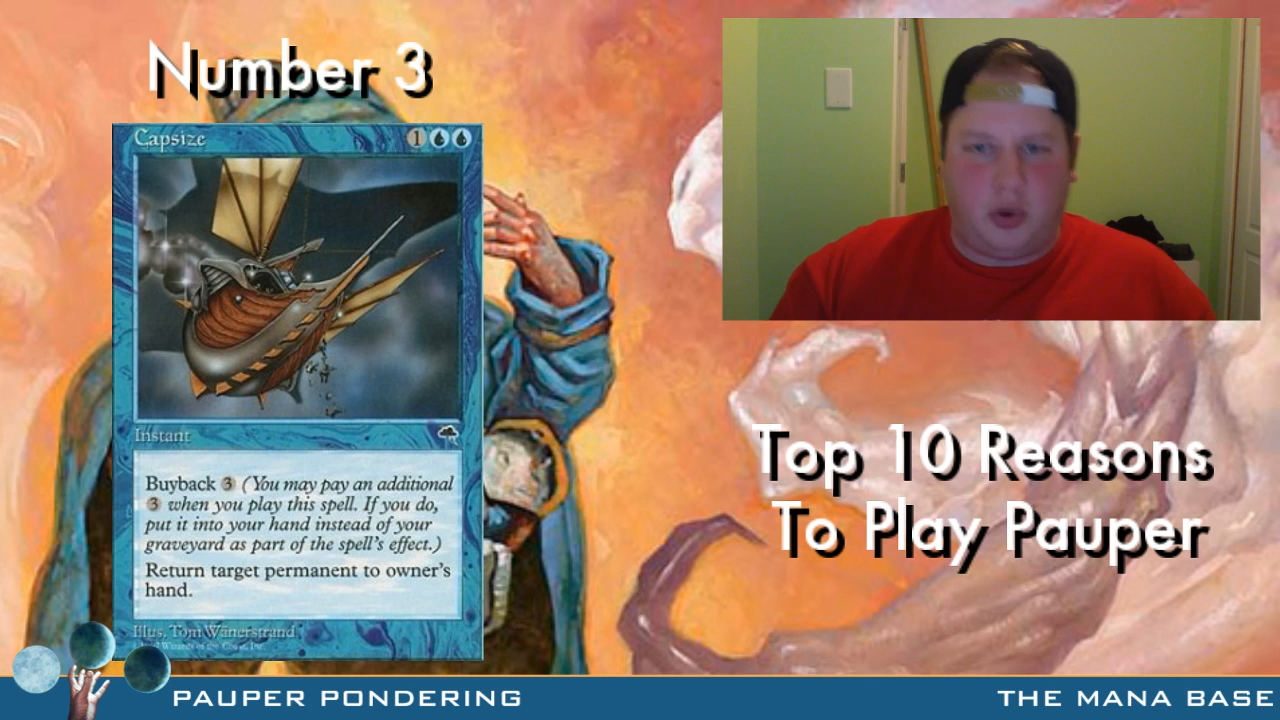 Number 3
Capsize 1
Instant
Buyback 3 (You may pay an additional
3 when you play this spell. If you do,
put it into your hand instead of your
graveyard as part of the spell's effect.)
Return target permanent to owner's
hand.
Illus. Tom Wänerstrand
Top 10 Reasons
To Play Pauper
PAUPER PONDERING
THE MANA BASE